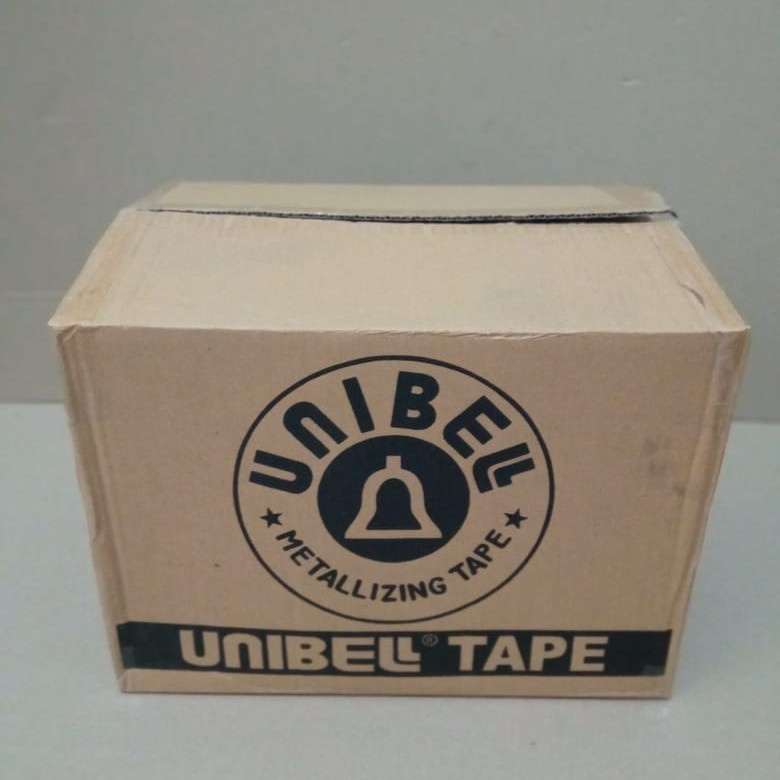 UNIBELL
★ METALLIZING TAPE ★
UNIBELL® TAPE